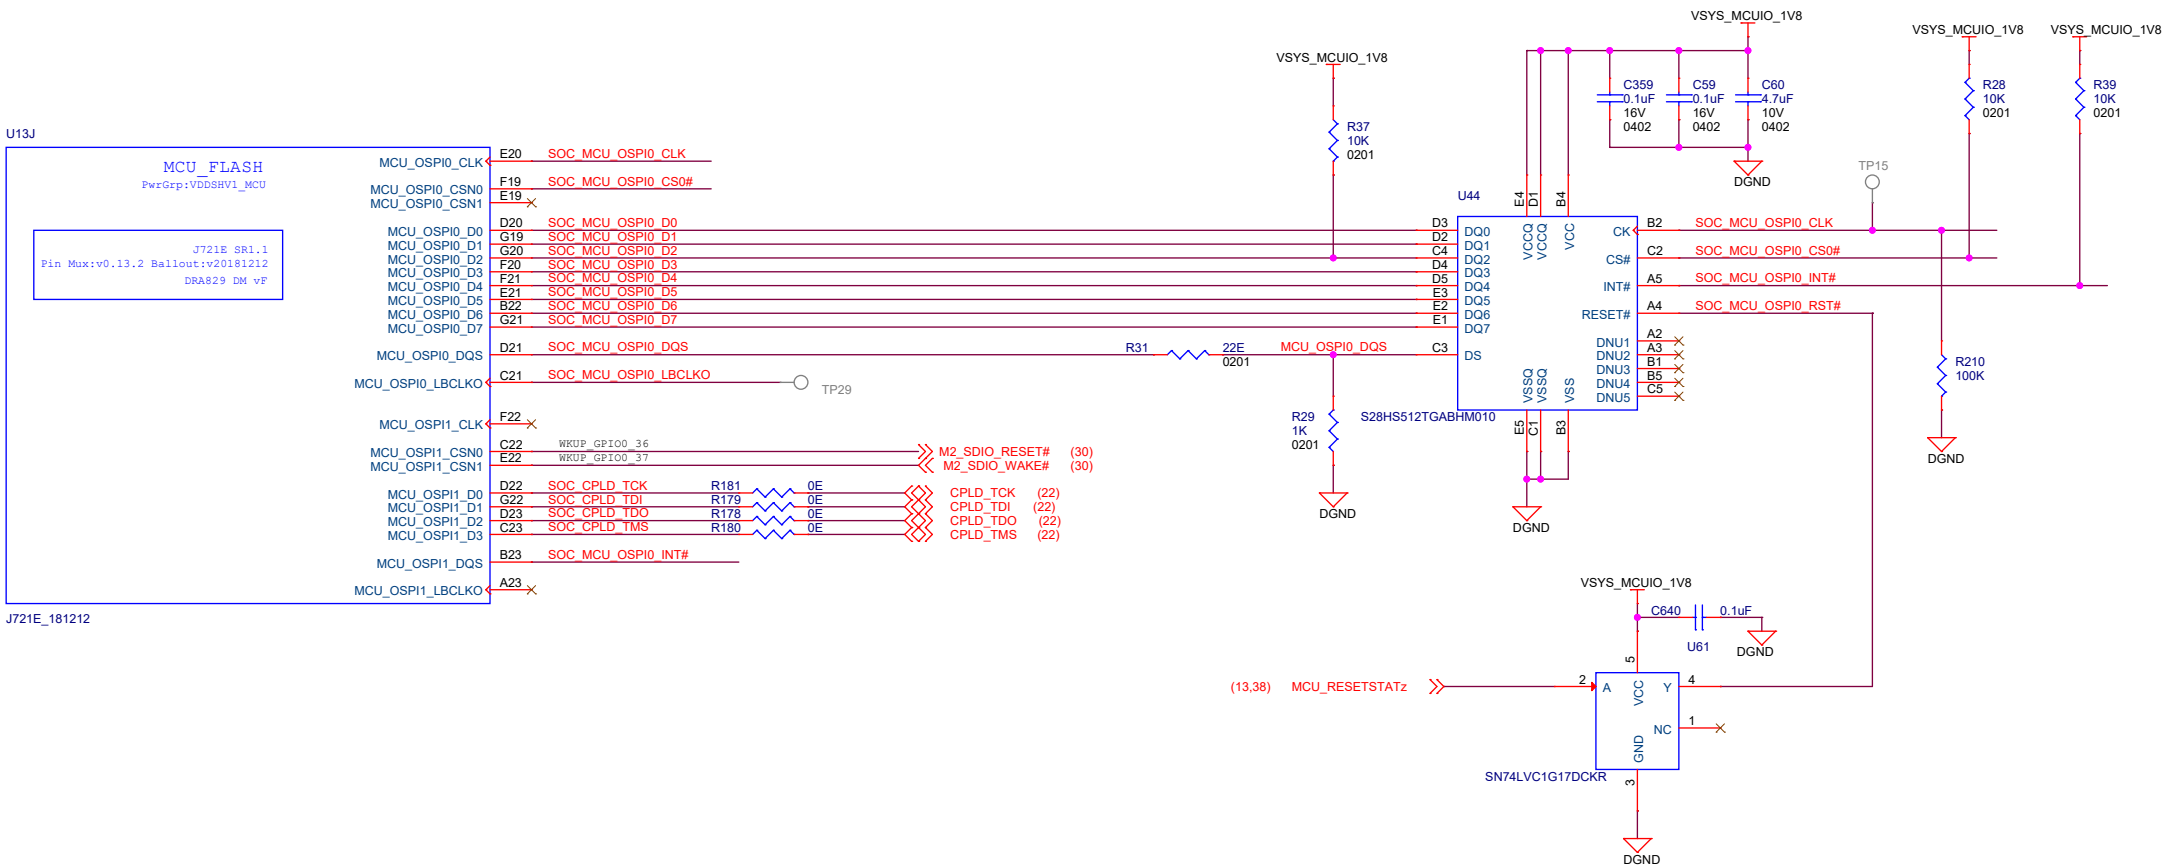 U13J
MCU_FLASH
PwrGrp:VDDSHV1_MCU
J721E SR1.1
Pin Mux:v0.13.2 Ballout:v20181212
DRA829 DM vF
MCU_OSPI0_CLK E20 SOC_MCU_OSPI0_CLK
MCU_OSPI0_CSN0 F19 SOC_MCU_OSPI0_CS0#
MCU_OSPI0_CSN1 E19
MCU_OSPI0_D0 D20 SOC_MCU_OSPI0_D0
MCU_OSPI0_D1 G19 SOC_MCU_OSPI0_D1
MCU_OSPI0_D2 G20 SOC_MCU_OSPI0_D2
MCU_OSPI0_D3 F20 SOC_MCU_OSPI0_D3
MCU_OSPI0_D4 F21 SOC_MCU_OSPI0_D4
MCU_OSPI0_D5 E21 SOC_MCU_OSPI0_D5
MCU_OSPI0_D6 B22 SOC_MCU_OSPI0_D6
MCU_OSPI0_D7 G21 SOC_MCU_OSPI0_D7
MCU_OSPI0_DQS D21 SOC_MCU_OSPI0_DQS
MCU_OSPI0_LBCLKO C21 SOC_MCU_OSPI0_LBCLKO
TP29
MCU_OSPI1_CLK F22
MCU_OSPI1_CSN0 C22 WKUP_GPIO0_36 M2_SDIO_RESET# (30)
MCU_OSPI1_CSN1 E22 WKUP_GPIO0_37 M2_SDIO_WAKE# (30)
MCU_OSPI1_D0 D22 SOC_CPLD_TCK R181 0E CPLD_TCK (22)
MCU_OSPI1_D1 G22 SOC_CPLD_TDI R179 0E CPLD_TDI (22)
MCU_OSPI1_D2 D23 SOC_CPLD_TDO R178 0E CPLD_TDO (22)
MCU_OSPI1_D3 C23 SOC_CPLD_TMS R180 0E CPLD_TMS (22)
MCU_OSPI1_DQS B23 SOC_MCU_OSPI0_INT#
MCU_OSPI1_LBCLKO A23
J721E_181212
VSYS_MCUIO_1V8
R37
10K
0201
R31 22E
0201
MCU_OSPI0_DQS
R29
1K
0201
DGND
VSYS_MCUIO_1V8
C359
0.1uF
16V
0402
C59
0.1uF
16V
0402
C60
4.7uF
10V
0402
DGND
VSYS_MCUIO_1V8
R28
10K
0201
VSYS_MCUIO_1V8
R39
10K
0201
TP15
U44
E4 D1 B4
VCCQ VCCQ VCC
D3 DQ0
D2 DQ1
C4 DQ2
D4 DQ3
D5 DQ4
E3 DQ5
E2 DQ6
E1 DQ7
C3 DS
CK B2 SOC_MCU_OSPI0_CLK
CS# C2 SOC_MCU_OSPI0_CS0#
INT# A5 SOC_MCU_OSPI0_INT#
RESET# A4 SOC_MCU_OSPI0_RST#
DNU1 A2
DNU2 A3
DNU3 B1
DNU4 B5
DNU5 C5
VSSQ VSSQ VSS
E5 C1 B3
S28HS512TGABHM010
DGND
R210
100K
DGND
VSYS_MCUIO_1V8
C640 0.1uF
DGND
U61
(13,38) MCU_RESETSTATz
2 A
5 VCC
Y 4
NC 1
GND 3
SN74LVC1G17DCKR
DGND